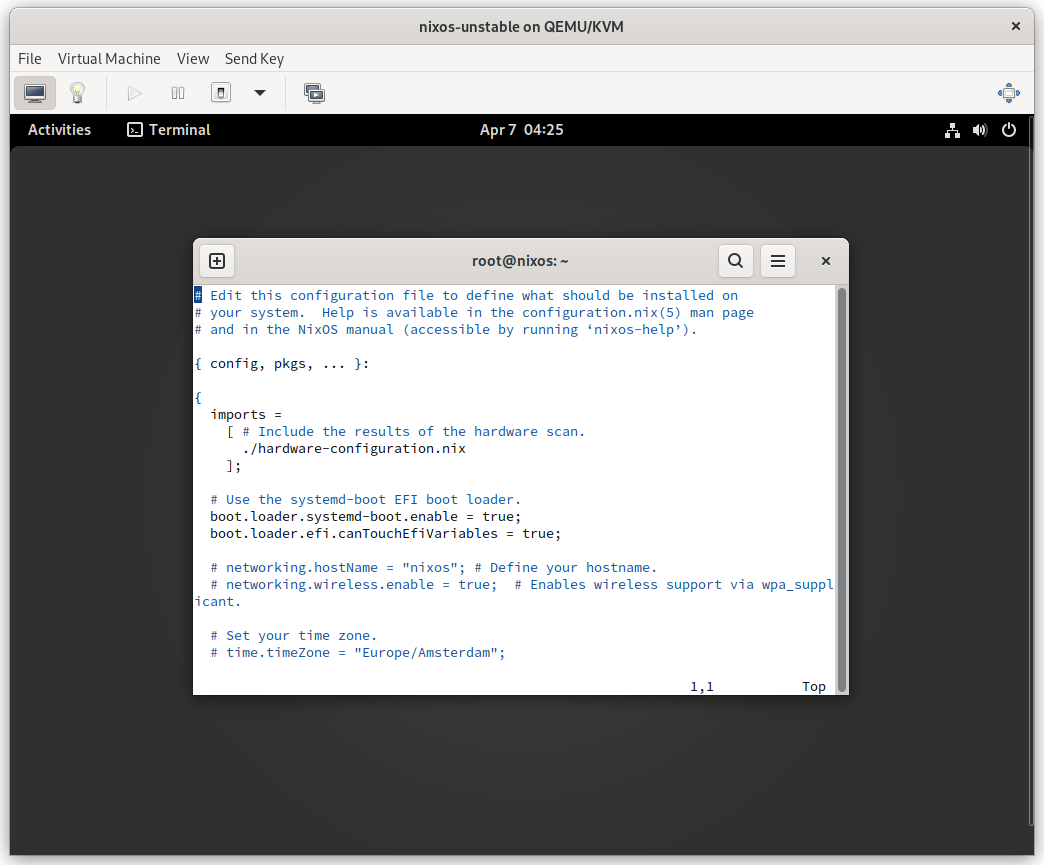 nixos-unstable on QEMU/KVM
File Virtual Machine View Send Key
Activities Terminal Apr 7 04:25
root@nixos: ~
# Edit this configuration file to define what should be installed on
# your system.  Help is available in the configuration.nix(5) man page
# and in the NixOS manual (accessible by running ‘nixos-help’).
{ config, pkgs, ... }:
{
  imports =
    [ # Include the results of the hardware scan.
      ./hardware-configuration.nix
    ];
  # Use the systemd-boot EFI boot loader.
  boot.loader.systemd-boot.enable = true;
  boot.loader.efi.canTouchEfiVariables = true;
  # networking.hostName = "nixos"; # Define your hostname.
  # networking.wireless.enable = true;  # Enables wireless support via wpa_suppl
icant.
  # Set your time zone.
  # time.timeZone = "Europe/Amsterdam";
1,1 Top